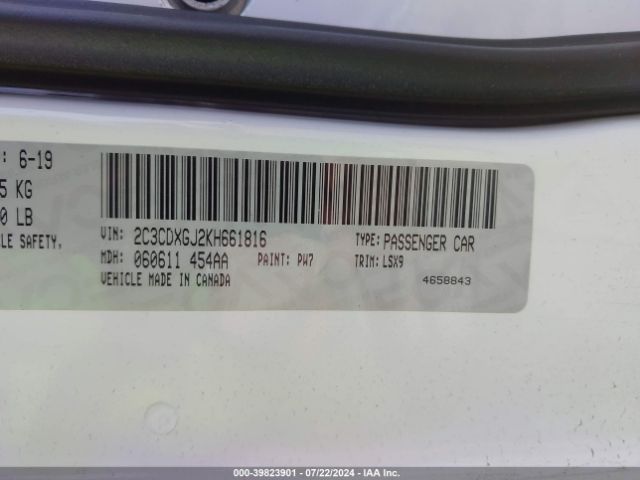 : 6-19
5 KG
0 LB
CLE SAFETY,
VIN: 2C3CDXGJ2KH661816
TYPE: PASSENGER CAR
MDH: 060611 454AA
PAINT: PW7
TRIM: LSX9
VEHICLE MADE IN CANADA
4658843
000-39823901 - 07/22/2024 - IAA Inc.